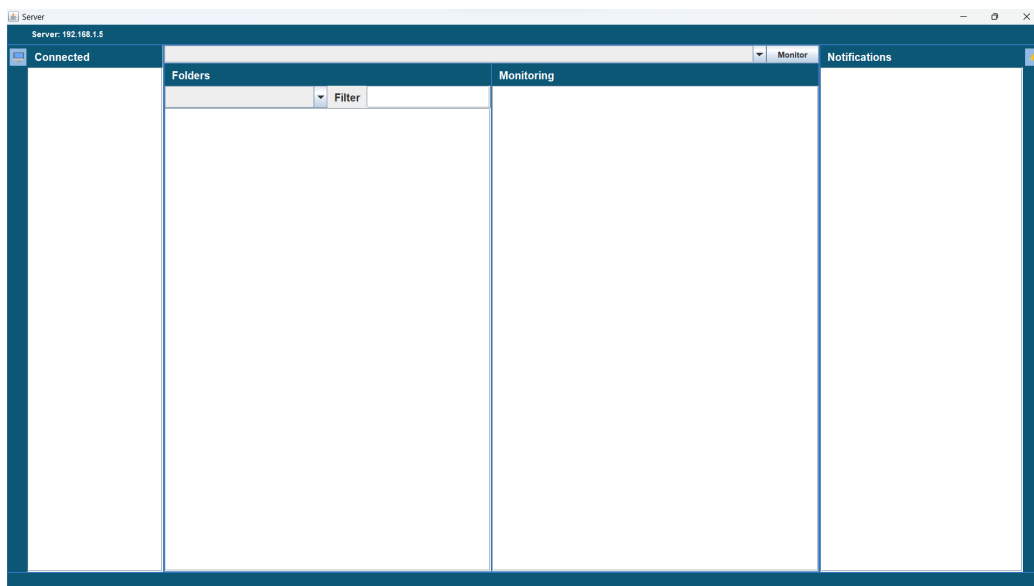 Server
Server: 192.168.1.5
Connected
Monitor
Notifications
Folders
Monitoring
Filter